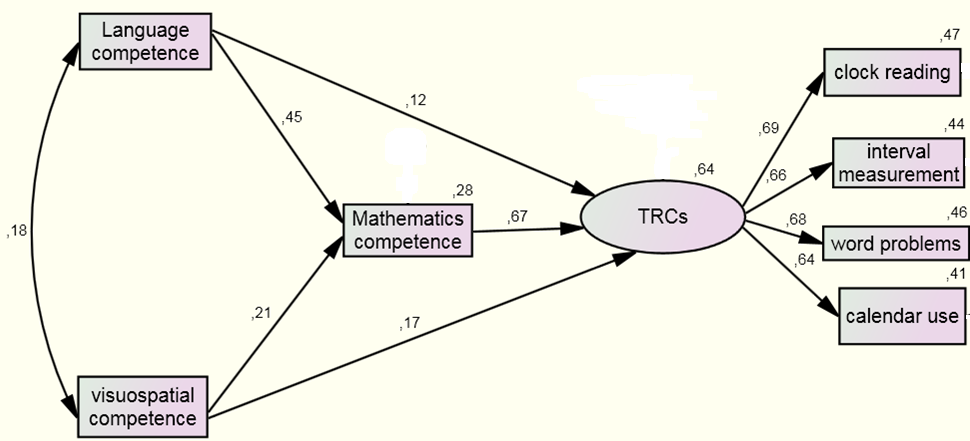 Language
competence
,47
clock reading
,12
,45
,69
,44
interval
measurement
,66
,64
,28
,18
Mathematics
competence
,67
TRCs
,68
,46
word problems
,64
,41
calendar use
,21
,17
visuospatial
competence